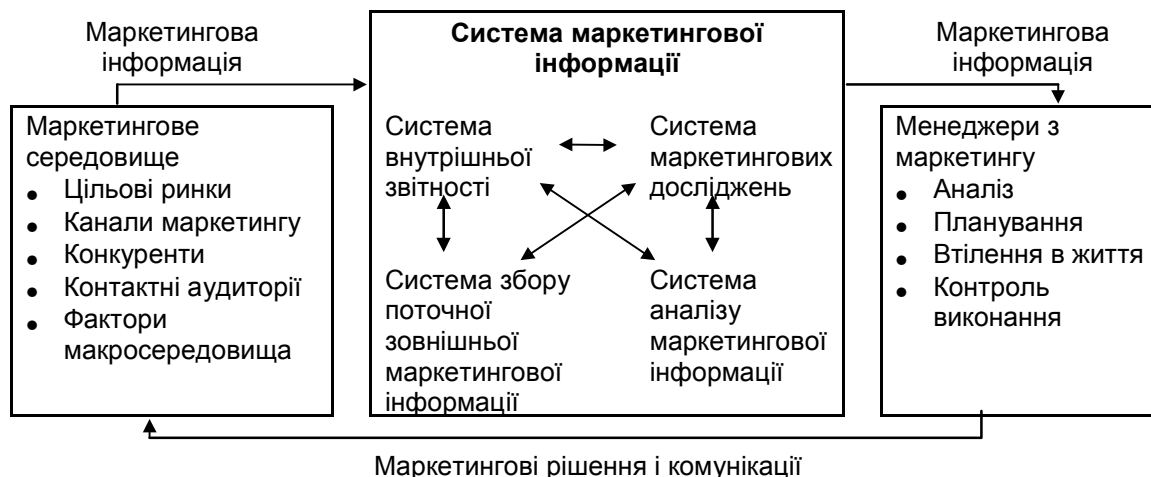 Маркетингова
інформація
Система маркетингової
інформації
Маркетингова
інформація
Маркетингове
середовище
● Цільові ринки
● Канали маркетингу
● Конкуренти
● Контактні аудиторії
● Фактори
макросередовища
Система
внутрішньої
звітності
Система
маркетингових
досліджень
Система збору
поточної
зовнішньої
маркетингової
інформації
Система
аналізу
маркетингової
інформації
Менеджери з
маркетингу
● Аналіз
● Планування
● Втілення в життя
● Контроль
виконання
Маркетингові рішення і комунікації